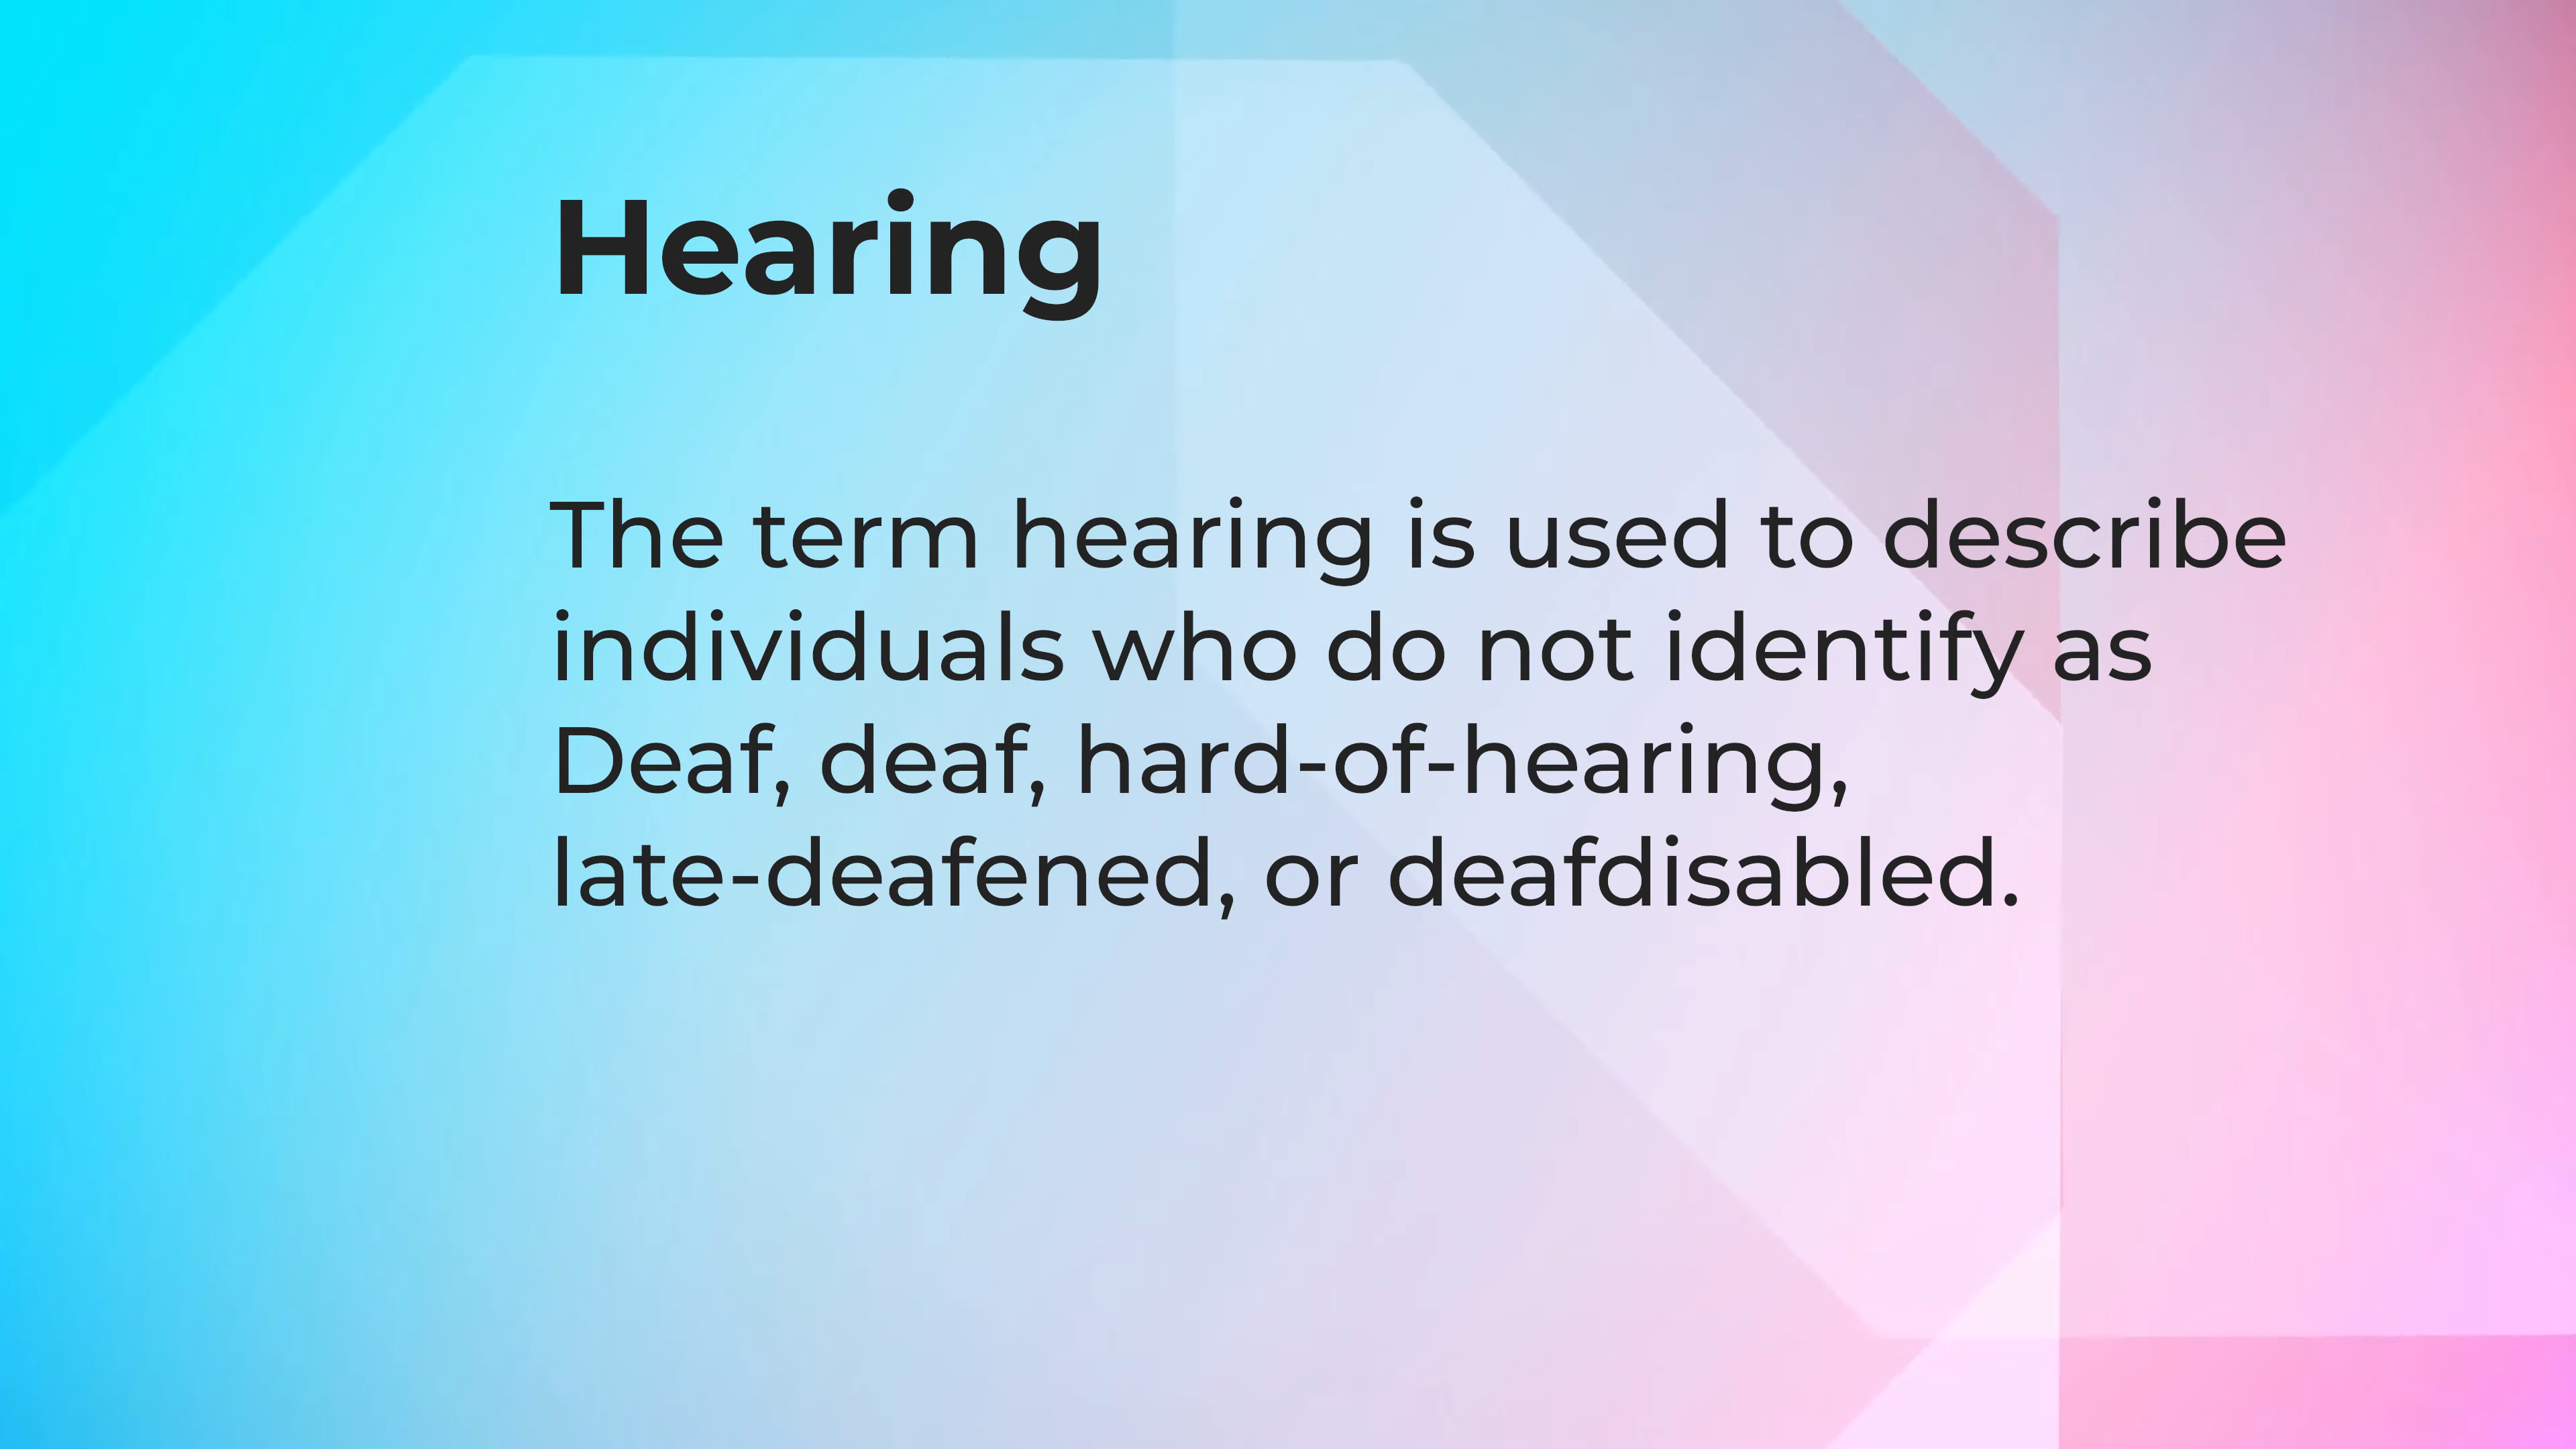 Hearing
The term hearing is used to describe
individuals who do not identify as
Deaf, deaf, hard-of-hearing,
late-deafened, or deafdisabled.